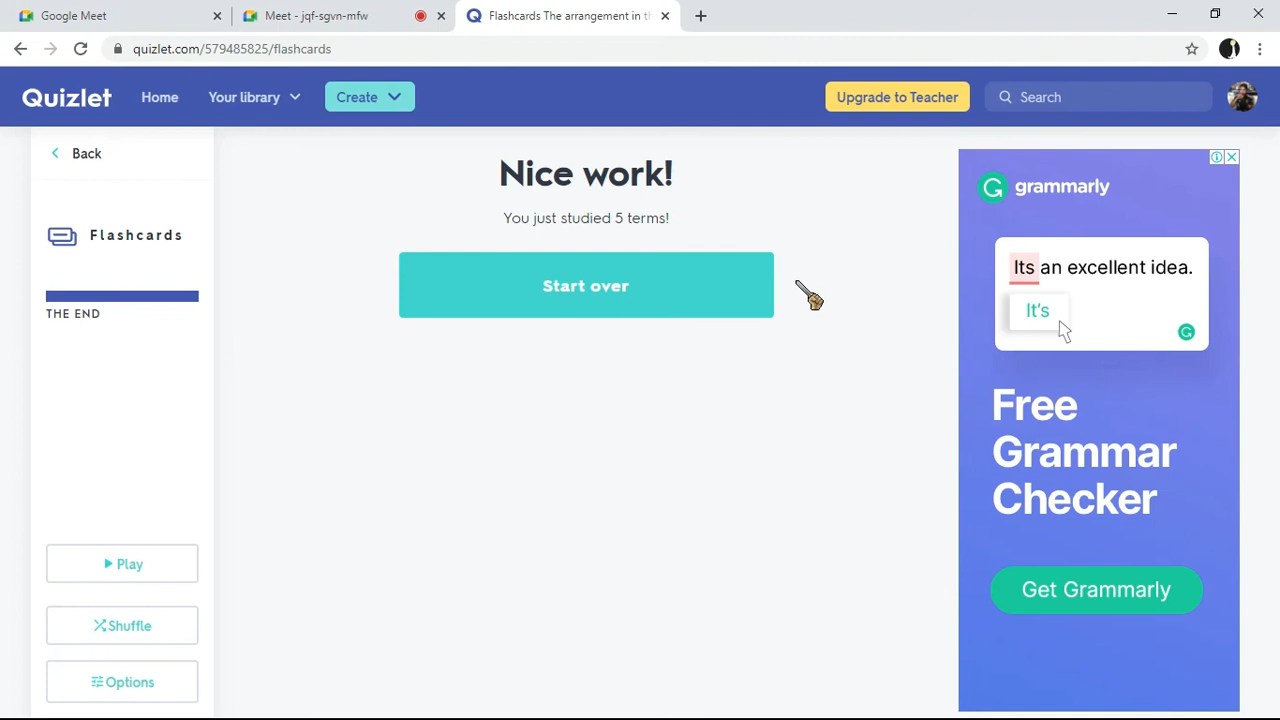 Google Meet
Meet - jqf-sgvn-mfw
Flashcards The arrangement in th
quizlet.com/579485825/flashcards
Quizlet
Home
Your library
Create
Upgrade to Teacher
Search
Back
Flashcards
THE END
Play
Shuffle
Options
Nice work!
You just studied 5 terms!
Start over
grammarly
Its an excellent idea.
It's
Free
Grammar
Checker
Get Grammarly